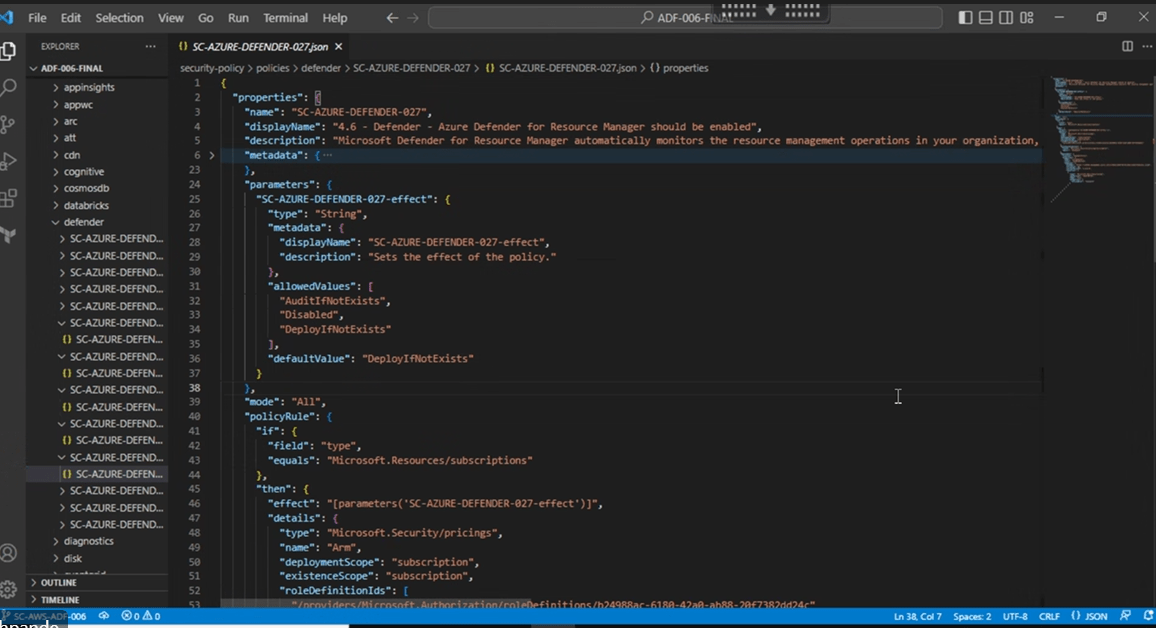 File Edit Selection View Go Run Terminal Help
EXPLORER
ADF-006-FINAL
appinsights
appwc
arc
att
cdn
cognitive
cosmosdb
databricks
defender
SC-AZURE-DEFEND...
SC-AZURE-DEFEND...
SC-AZURE-DEFEND...
SC-AZURE-DEFEND...
SC-AZURE-DEFEND...
SC-AZURE-DEFEND...
{} SC-AZURE-DEFEN...
SC-AZURE-DEFEND...
{} SC-AZURE-DEFEN...
SC-AZURE-DEFEND...
{} SC-AZURE-DEFEN...
SC-AZURE-DEFEND...
{} SC-AZURE-DEFEN...
SC-AZURE-DEFEND...
{} SC-AZURE-DEFEN...
SC-AZURE-DEFEND...
SC-AZURE-DEFEND...
SC-AZURE-DEFEND...
diagnostics
disk
OUTLINE
TIMELINE
{} SC-AZURE-DEFENDER-027.json
security-policy > policies > defender > SC-AZURE-DEFENDER-027 > {} SC-AZURE-DEFENDER-027.json > {} properties
1 {
2 "properties": {
3 "name": "SC-AZURE-DEFENDER-027",
4 "displayName": "4.6 - Defender - Azure Defender for Resource Manager should be enabled",
5 "description": "Microsoft Defender for Resource Manager automatically monitors the resource management operations in your organization,
6 "metadata": { ...
23 },
24 "parameters": {
25 "SC-AZURE-DEFENDER-027-effect": {
26 "type": "String",
27 "metadata": {
28 "displayName": "SC-AZURE-DEFENDER-027-effect",
29 "description": "Sets the effect of the policy."
30 },
31 "allowedValues": [
32 "AuditIfNotExists",
33 "Disabled",
34 "DeployIfNotExists"
35 ],
36 "defaultValue": "DeployIfNotExists"
37 }
38 },
39 "mode": "All",
40 "policyRule": {
41 "if": {
42 "field": "type",
43 "equals": "Microsoft.Resources/subscriptions"
44 },
45 "then": {
46 "effect": "[parameters('SC-AZURE-DEFENDER-027-effect')]",
47 "details": {
48 "type": "Microsoft.Security/pricings",
49 "name": "Arm",
50 "deploymentScope": "subscription",
51 "existenceScope": "subscription",
52 "roleDefinitionIds": [
53 "/providers/Microsoft.Authorization/roleDefinitions/b24988ac-6180-42a0-ab88-20f7382dd24c"
SC-AWS-ADF-006 0 0 Ln 38, Col 7 Spaces: 2 UTF-8 CRLF {} JSON